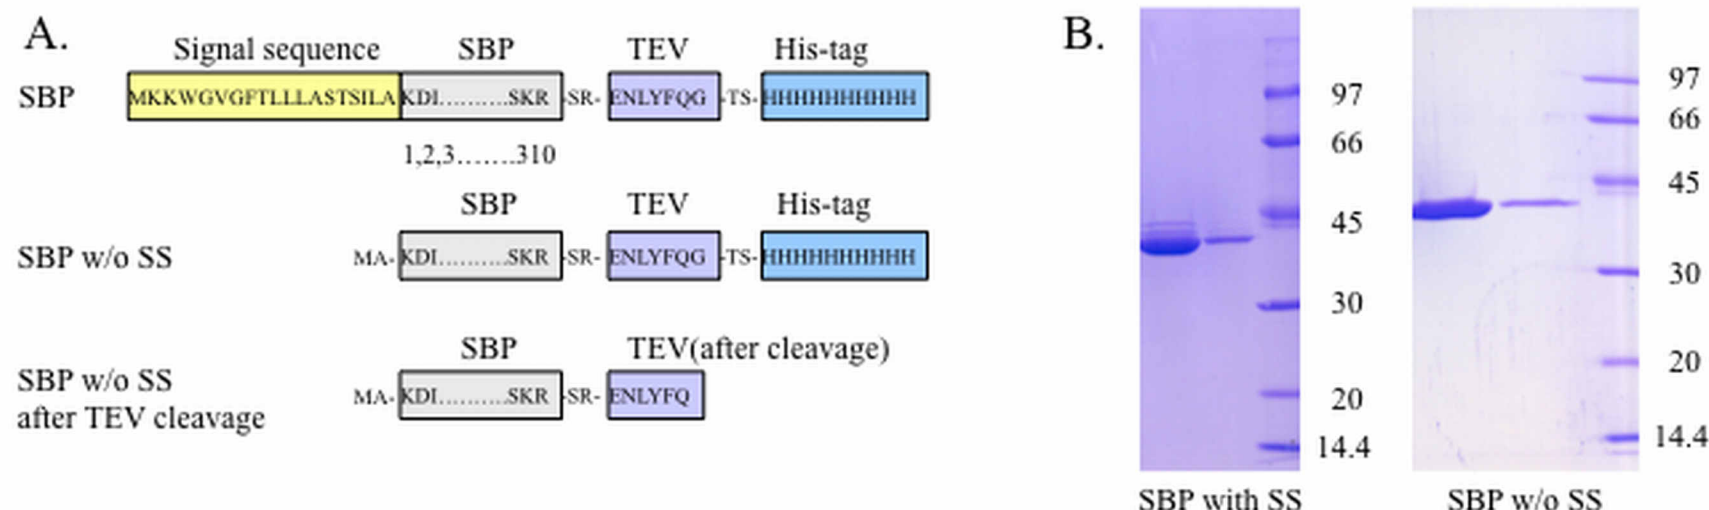 A.
Signal sequence SBP TEV His-tag
SBP MKKWGVGFTLLLASTSILA KDI..........SKR -SR- ENLYFQG -TS- HHHHHHHHHH
1,2,3.......310
SBP TEV His-tag
SBP w/o SS MA- KDI..........SKR -SR- ENLYFQG -TS- HHHHHHHHHH
SBP TEV(after cleavage)
SBP w/o SS
after TEV cleavage
MA- KDI..........SKR -SR- ENLYFQ
B.
97
66
45
30
20
14.4
SBP with SS
97
66
45
30
20
14.4
SBP w/o SS